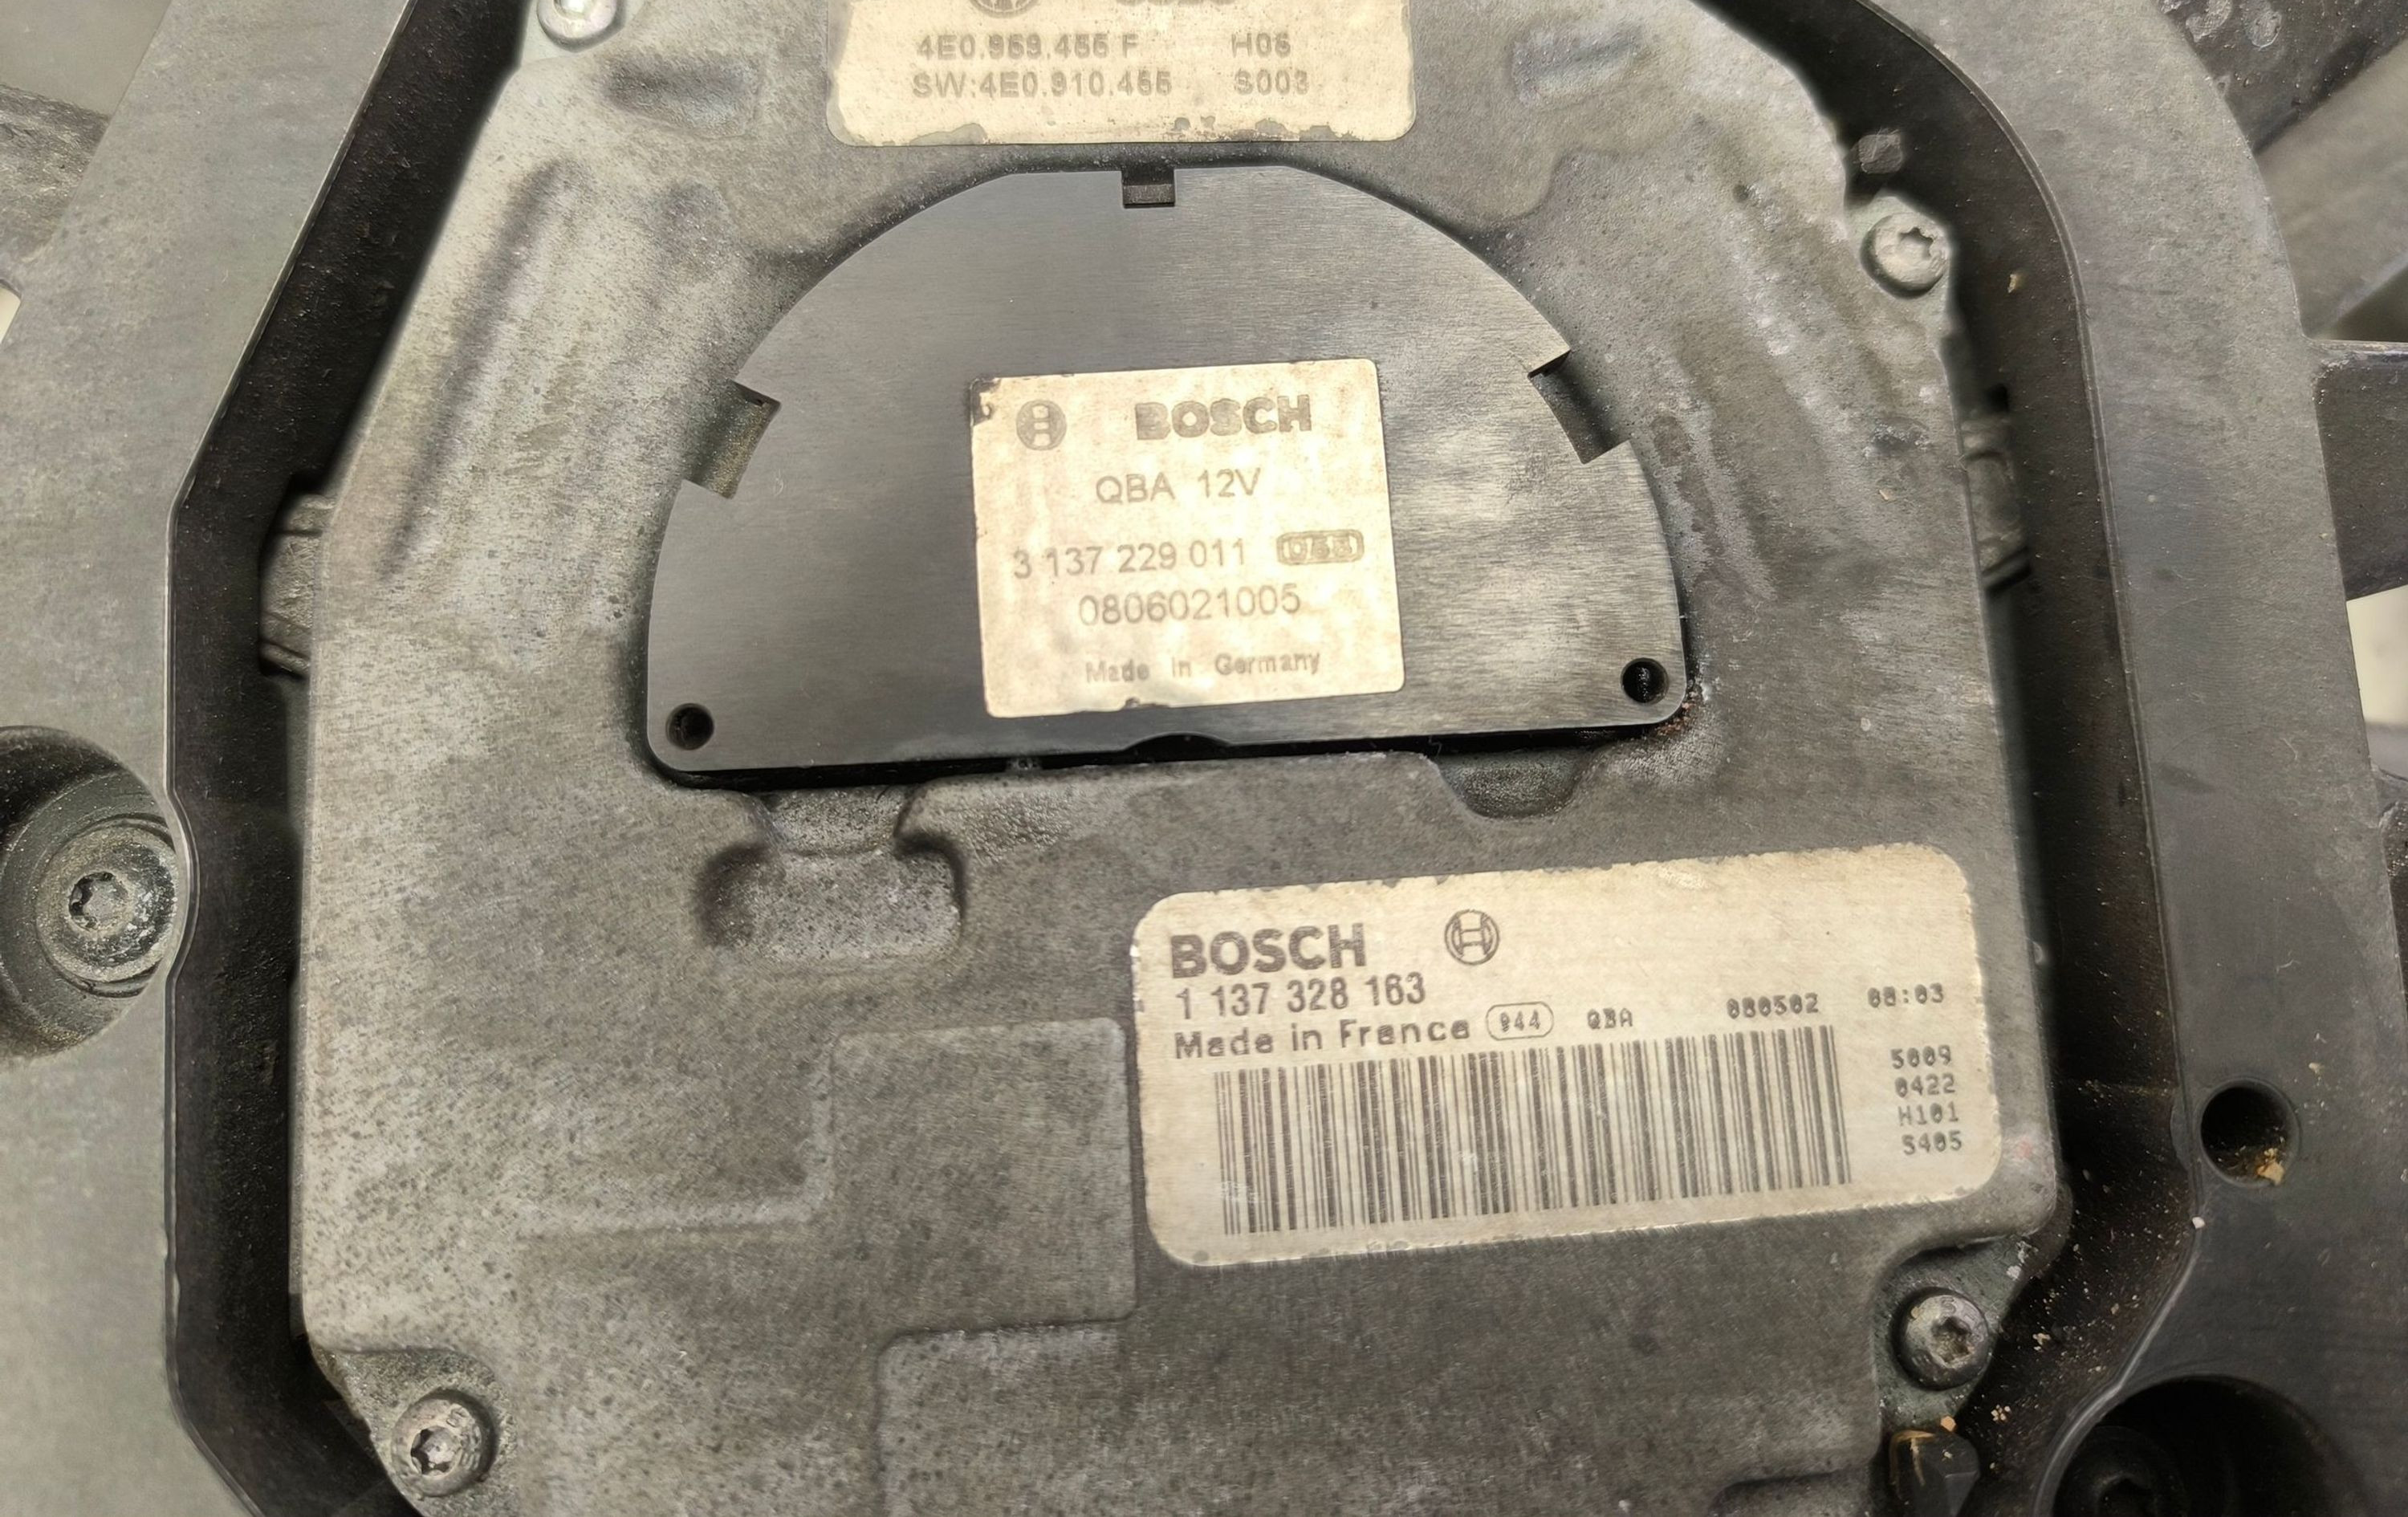 4E0.959.455 F H06
SW:4E0.910.455 S003
BOSCH
QBA 12V
3 137 229 011
0806021005
Made in Germany
BOSCH
1 137 328 163
Made in France 944 QBA 080502 08:03
5009
0422
H101
S405